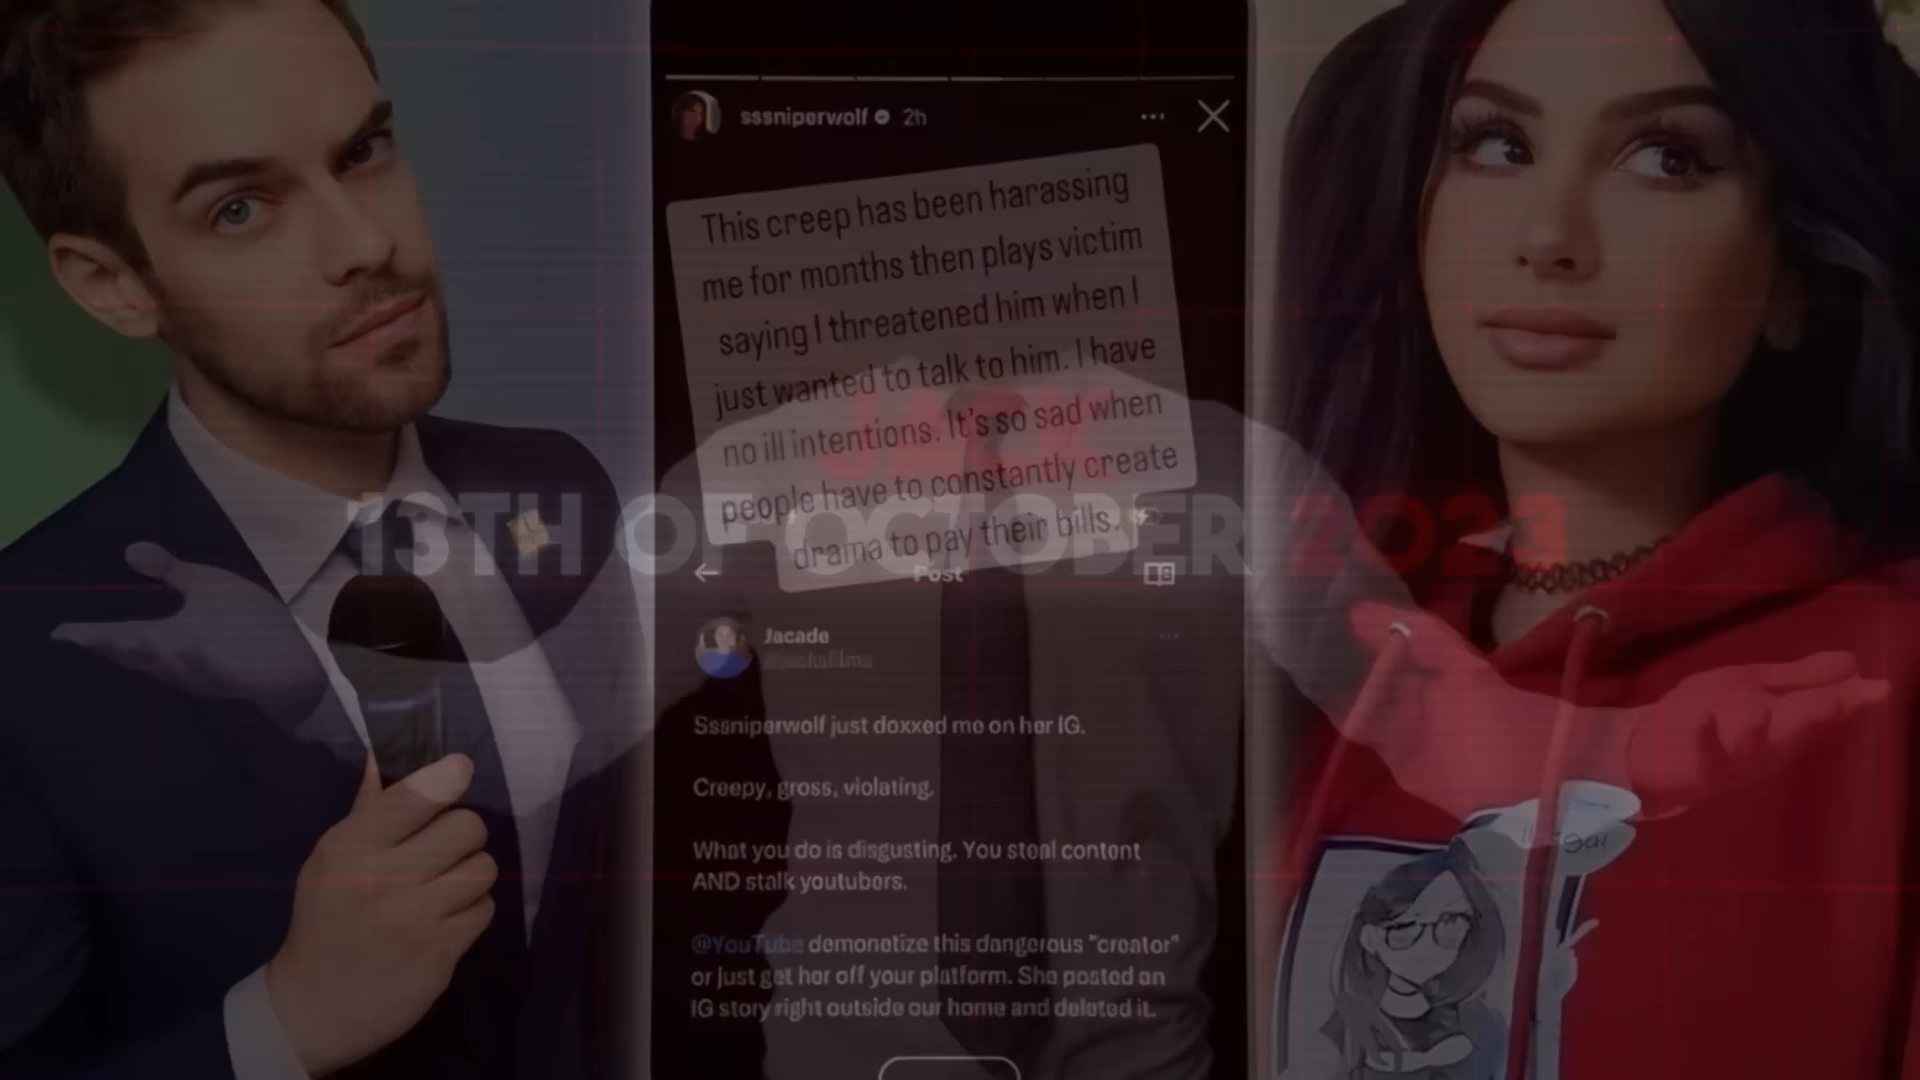 sssniperwolf 2h
This creep has been harassing
me for months then plays victim
saying I threatened him when I
just wanted to talk to him. I have
no ill intentions. It's so sad when
people have to constantly create
drama to pay their bills.
JACK
13TH OF OCTOBER 2023
Post
Jacade
@jacksfilms
Sssniperwolf just doxxed me on her IG.
Creepy, gross, violating.
What you do is disgusting. You steal content
AND stalk youtubers.
@YouTube demonetize this dangerous "creator"
or just get her off your platform. She posted an
IG story right outside our home and deleted it.